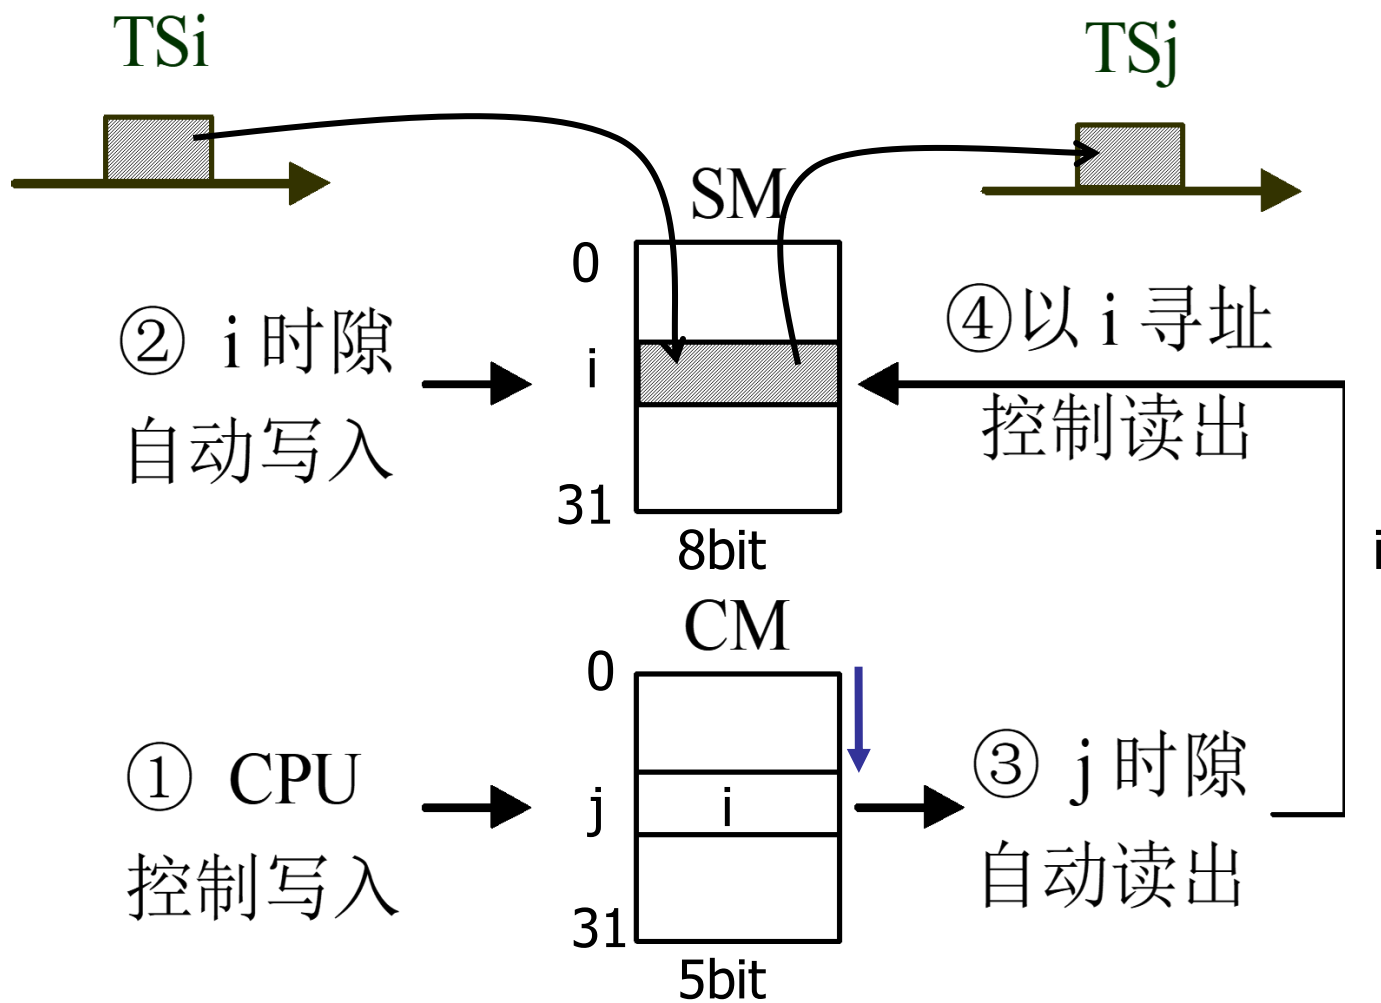 TSi
TSj
SM
0
② i 时隙
自动写入
i
④以 i 寻址
控制读出
31
8bit
i
CM
0
① CPU
控制写入
j
i
③ j 时隙
自动读出
31
5bit